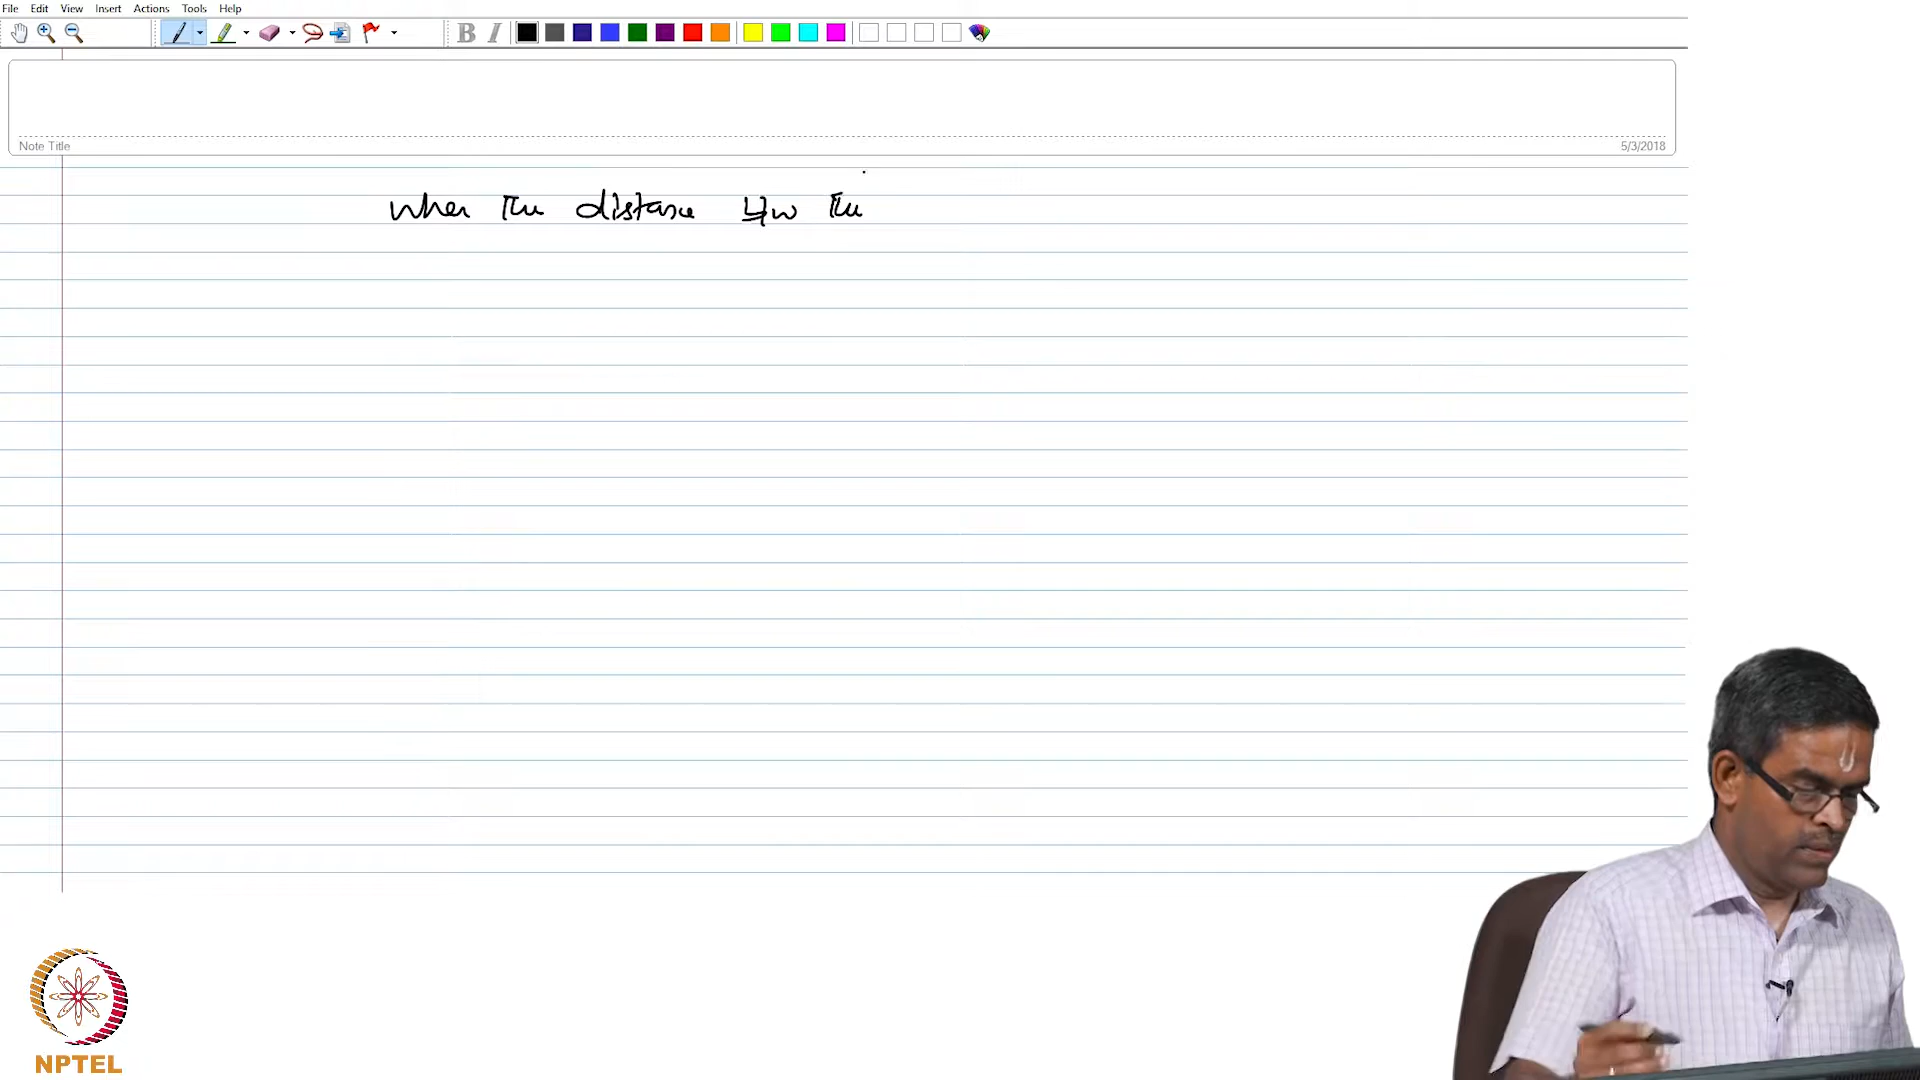 File Edit View Insert Actions Tools Help
B I
Note Title
5/3/2018
When the distance b/w the
NPTEL